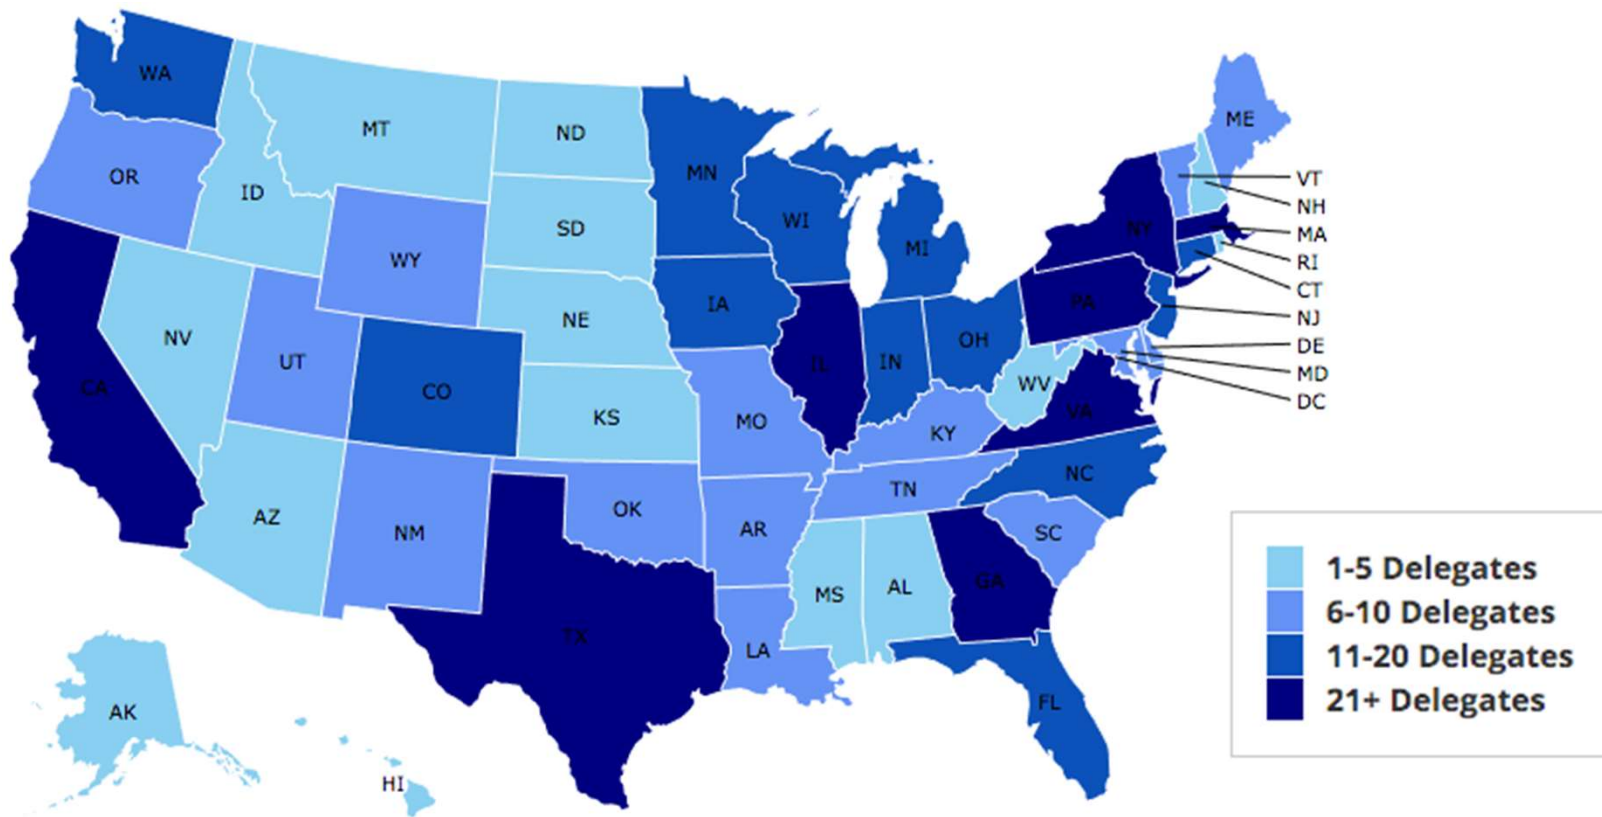 WA
MT
ND
MN
ME
OR
ID
VT
NH
SD
WI
NY
MA
MI
WY
RI
CT
IA
PA
NJ
NE
NV
OH
DE
UT
IL
IN
MD
CA
CO
WV
DC
VA
KS
MO
KY
NC
TN
OK
AZ
AR
NM
SC
1-5 Delegates
GA
MS
AL
6-10 Delegates
TX
LA
11-20 Delegates
FL
21+ Delegates
AK
HI